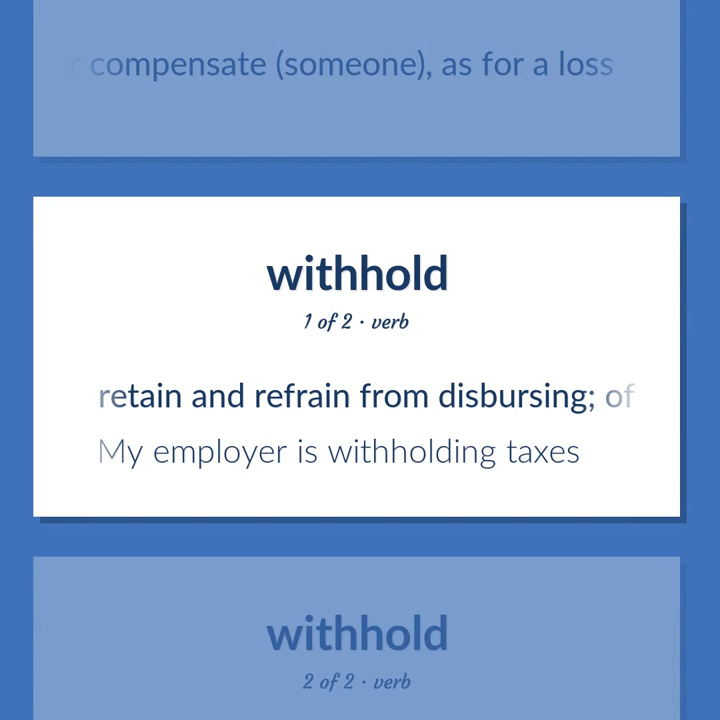 compensate (someone), as for a loss
withhold
1 of 2 · verb
retain and refrain from disbursing; of
My employer is withholding taxes
withhold
2 of 2 · verb